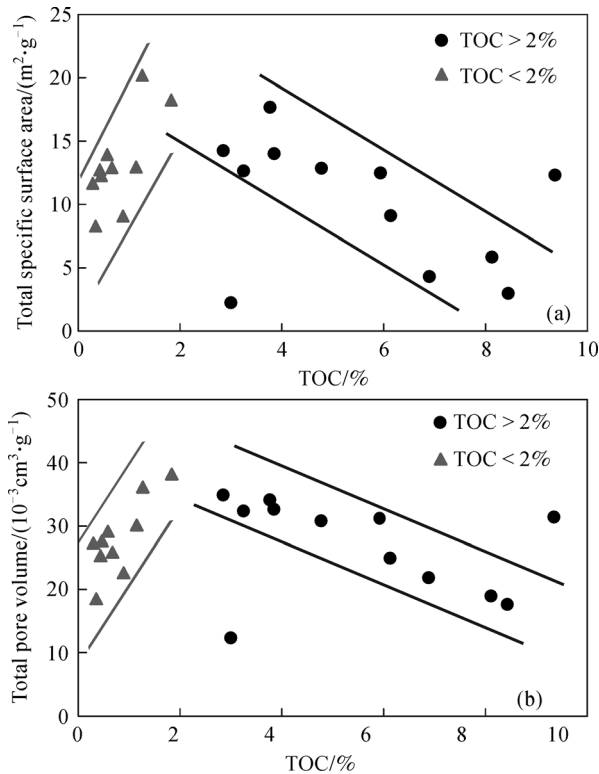 25
20
15
10
5
0
Total specific surface area/(m²·g⁻¹)
TOC > 2%
TOC < 2%
(a)
0
2
4
6
8
10
TOC/%
50
40
30
20
10
0
Total pore volume/(10⁻³cm³·g⁻¹)
TOC > 2%
TOC < 2%
(b)
0
2
4
6
8
10
TOC/%